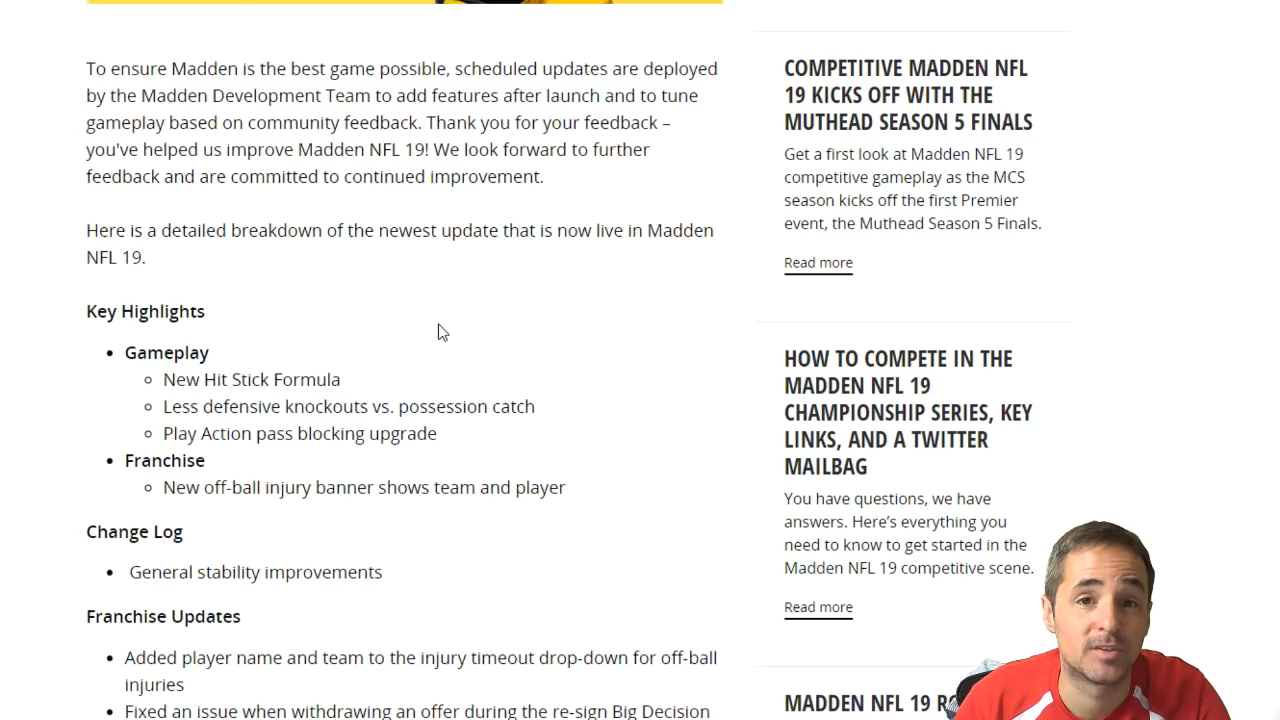 To ensure Madden is the best game possible, scheduled updates are deployed
by the Madden Development Team to add features after launch and to tune
gameplay based on community feedback. Thank you for your feedback –
you've helped us improve Madden NFL 19! We look forward to further
feedback and are committed to continued improvement.
Here is a detailed breakdown of the newest update that is now live in Madden
NFL 19.
Key Highlights
Gameplay
New Hit Stick Formula
Less defensive knockouts vs. possession catch
Play Action pass blocking upgrade
Franchise
New off-ball injury banner shows team and player
Change Log
General stability improvements
Franchise Updates
Added player name and team to the injury timeout drop-down for off-ball
injuries
Fixed an issue when withdrawing an offer during the re-sign Big Decision
COMPETITIVE MADDEN NFL
19 KICKS OFF WITH THE
MUTHEAD SEASON 5 FINALS
Get a first look at Madden NFL 19
competitive gameplay as the MCS
season kicks off the first Premier
event, the Muthead Season 5 Finals.
Read more
HOW TO COMPETE IN THE
MADDEN NFL 19
CHAMPIONSHIP SERIES, KEY
LINKS, AND A TWITTER
MAILBAG
You have questions, we have
answers. Here’s everything you
need to know to get started in the
Madden NFL 19 competitive scene.
Read more
MADDEN NFL 19